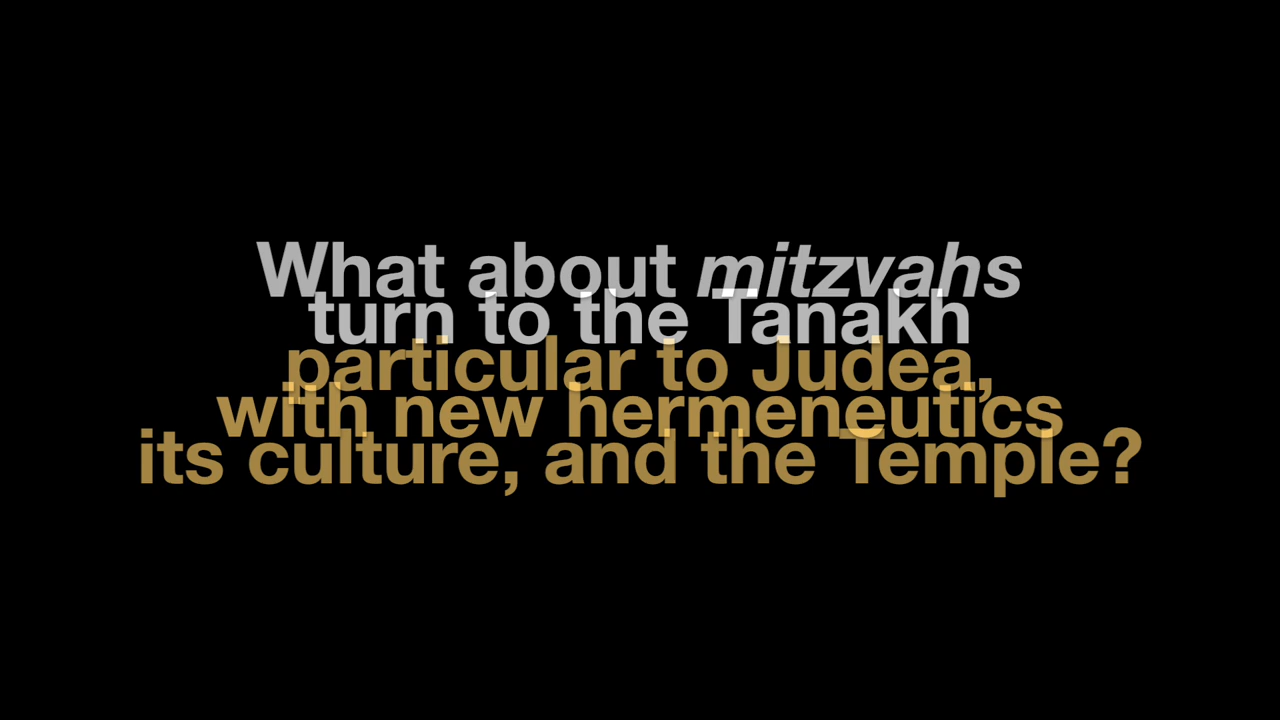 What about mitzvahs
turn to the Tanakh
particular to Judea,
with new hermeneutics
its culture, and the Temple?